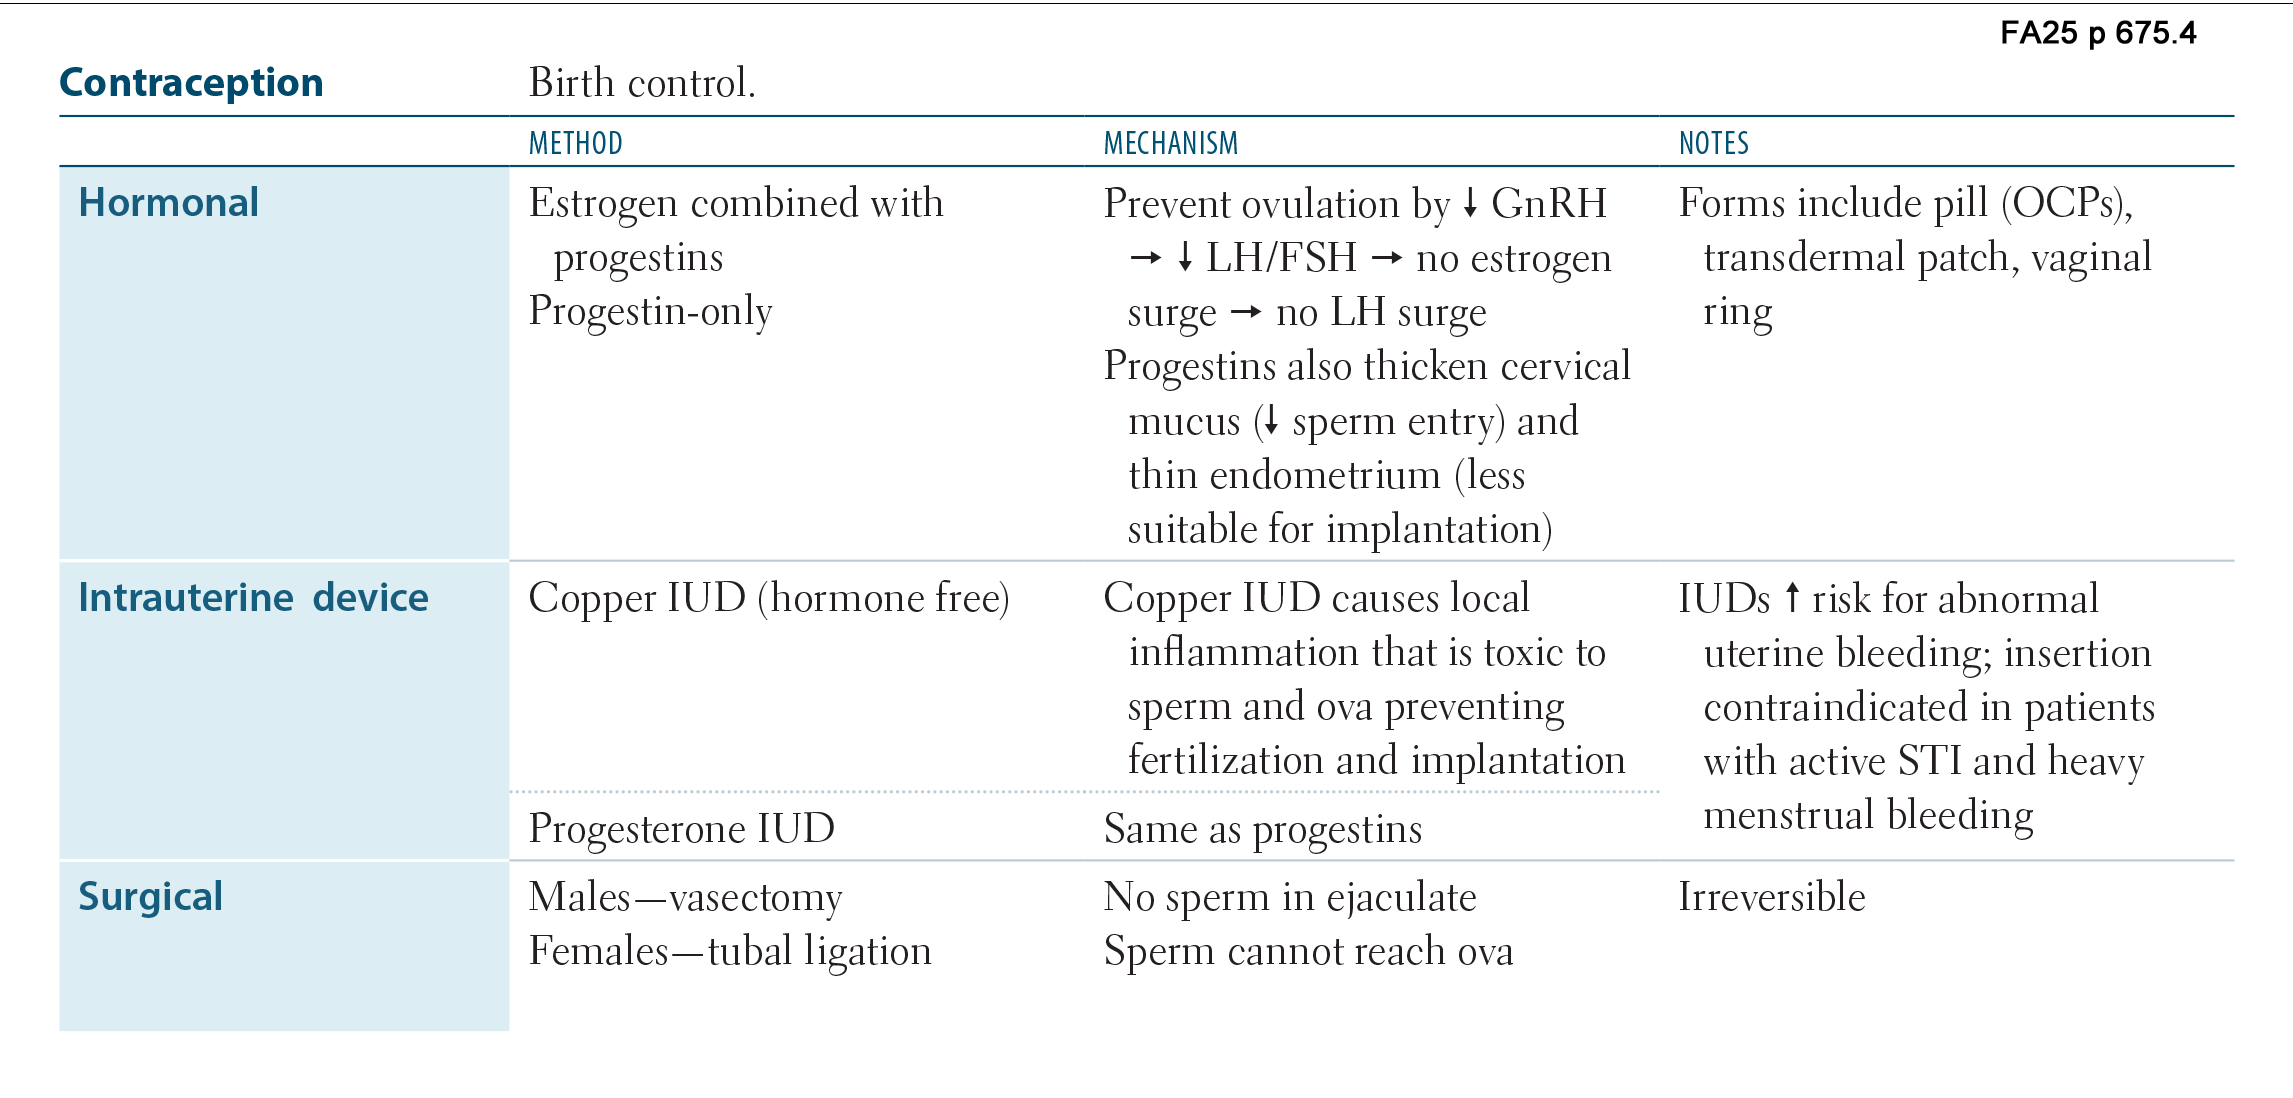 FA25 p 675.4
Contraception
Birth control.
METHOD
MECHANISM
NOTES
Hormonal
Estrogen combined with
progestins
Progestin-only
Prevent ovulation by ↓ GnRH
→ ↓ LH/FSH → no estrogen
surge → no LH surge
Progestins also thicken cervical
mucus (↓ sperm entry) and
thin endometrium (less
suitable for implantation)
Forms include pill (OCPs),
transdermal patch, vaginal
ring
Intrauterine device
Copper IUD (hormone free)
Copper IUD causes local
inflammation that is toxic to
sperm and ova preventing
fertilization and implantation
IUDs ↑ risk for abnormal
uterine bleeding; insertion
contraindicated in patients
with active STI and heavy
menstrual bleeding
Progesterone IUD
Same as progestins
Surgical
Males—vasectomy
Females—tubal ligation
No sperm in ejaculate
Sperm cannot reach ova
Irreversible